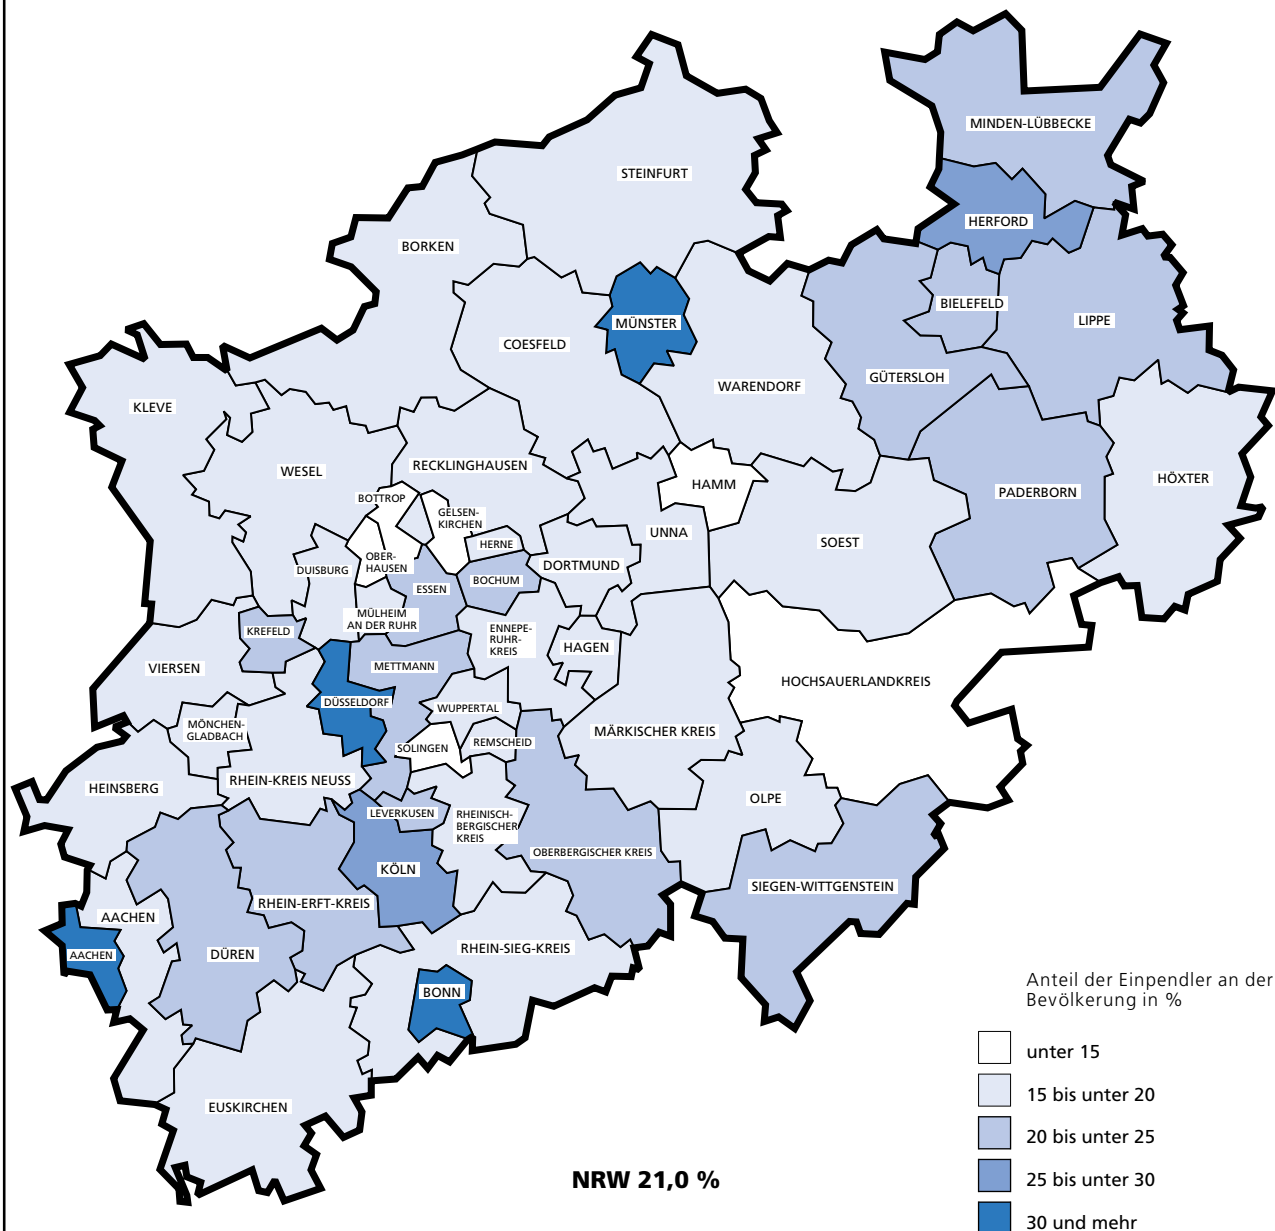 MINDEN-LÜBBECKE
STEINFURT
HERFORD
BORKEN
BIELEFELD
LIPPE
MÜNSTER
COESFELD
GÜTERSLOH
WARENDORF
KLEVE
RECKLINGHAUSEN
WESEL
HÖXTER
HAMM
PADERBORN
BOTTROP
GELSEN-
KIRCHEN
UNNA
SOEST
HERNE
OBER-
HAUSEN
DORTMUND
DUISBURG
BOCHUM
ESSEN
MÜLHEIM
AN DER RUHR
KREFELD
ENNEPE-
RUHR-
KREIS
HAGEN
VIERSEN
METTMANN
HOCHSAUERLANDKREIS
DÜSSELDORF
WUPPERTAL
MÖNCHEN-
GLADBACH
MÄRKISCHER KREIS
REMSCHEID
SOLINGEN
RHEIN-KREIS NEUSS
HEINSBERG
OLPE
LEVERKUSEN
RHEINISCH-
BERGISCHER
KREIS
OBERBERGISCHER KREIS
KÖLN
SIEGEN-WITTGENSTEIN
RHEIN-ERFT-KREIS
AACHEN
RHEIN-SIEG-KREIS
AACHEN
DÜREN
BONN
EUSKIRCHEN
NRW 21,0 %
Anteil der Einpendler an der
Bevölkerung in %
unter 15
15 bis unter 20
20 bis unter 25
25 bis unter 30
30 und mehr